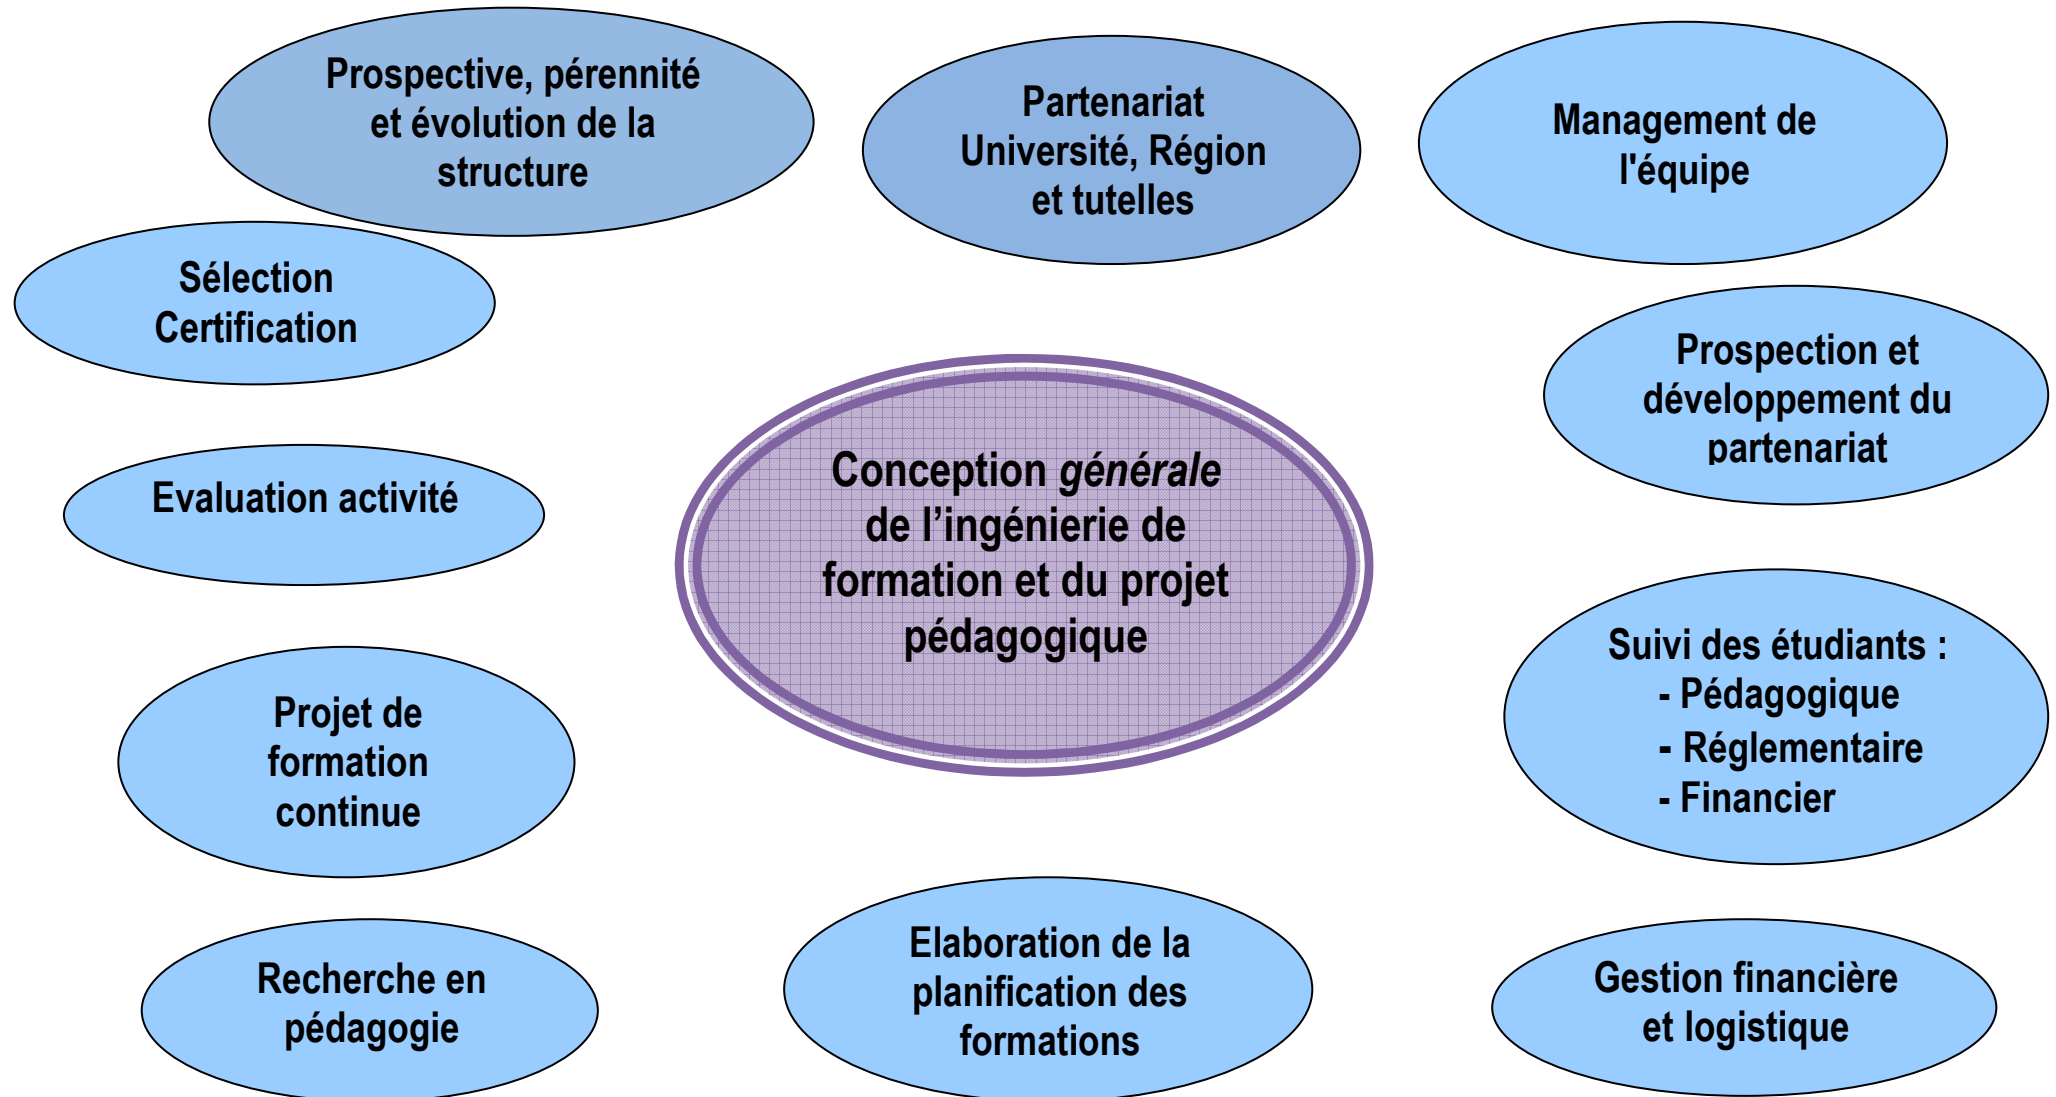 Prospective, pérennité
et évolution de la
structure
Partenariat
Université, Région
et tutelles
Management de
l'équipe
Sélection
Certification
Prospection et
développement du
partenariat
Conception générale
de l’ingénierie de
formation et du projet
pédagogique
Evaluation activité
Suivi des étudiants :
- Pédagogique
- Réglementaire
- Financier
Projet de
formation
continue
Elaboration de la
planification des
formations
Recherche en
pédagogie
Gestion financière
et logistique